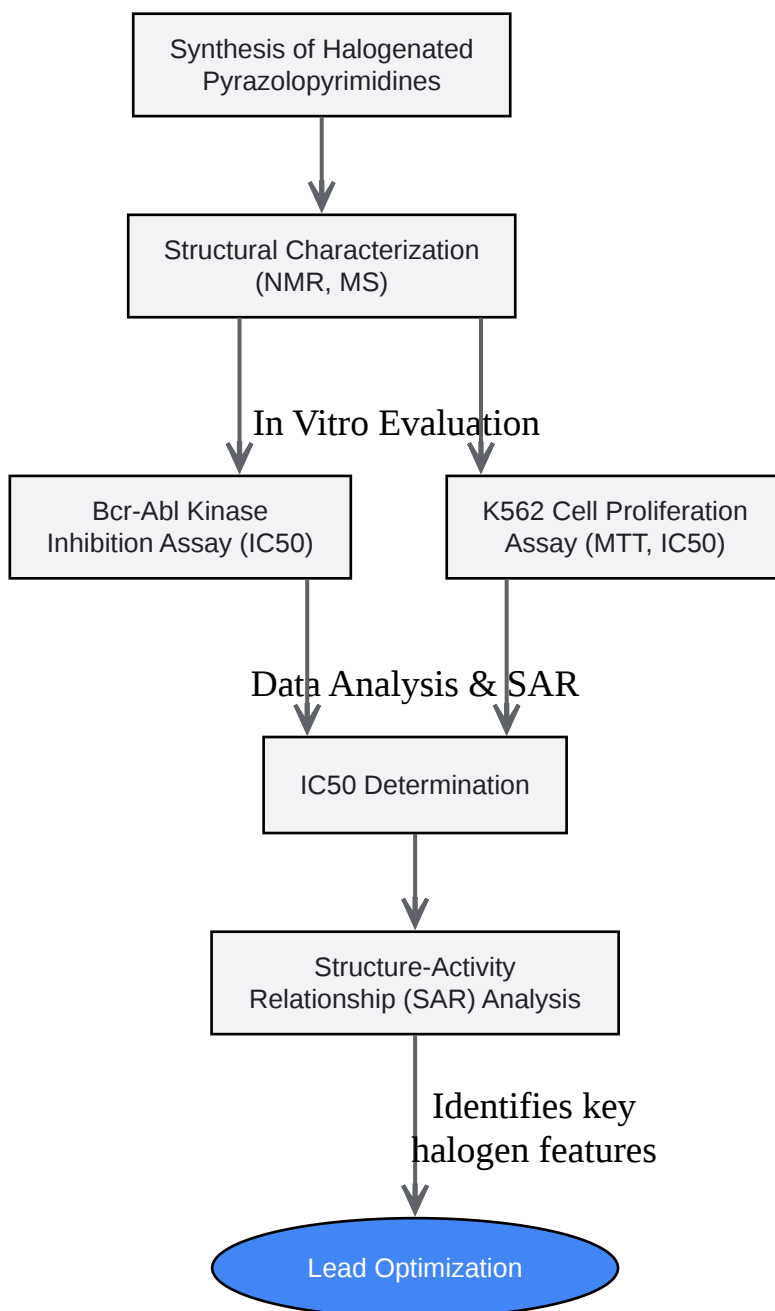 Synthesis of Halogenated
Pyrazolopyrimidines
Structural Characterization
(NMR, MS)
In Vitro Evaluation
Bcr-Abl Kinase
Inhibition Assay (IC50)
K562 Cell Proliferation
Assay (MTT, IC50)
Data Analysis & SAR
IC50 Determination
Structure-Activity
Relationship (SAR) Analysis
Identifies key
halogen features
Lead Optimization